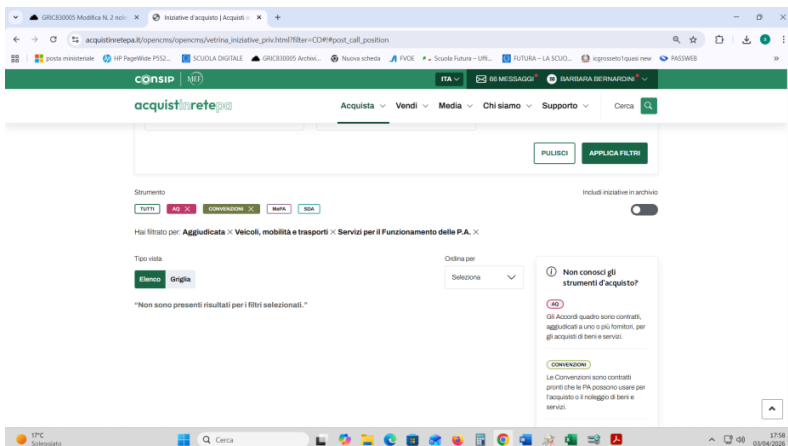 GRIC830005 Modifica N. 2 nole
Iniziative d'acquisto | Acquisti
acquistinretepa.it/opencms/opencms/vetrina_iniziative_priv.html?filter=CO#!#post_call_position
posta ministeriale HP PageWide P552... SCUOLA DIGITALE GRIC830005 Archivi... Nuova scheda FVOE Scuola Futura – Uffi... FUTURA – LA SCUO... icgrosseto1quasi new PASSWEB
consip MEF ITA 66 MESSAGGI BARBARA BERNARDINI
acquistinretepa Acquista Vendi Media Chi siamo Supporto Cerca
PULISCI APPLICA FILTRI
Strumento Includi iniziative in archivio
TUTTI AQ X CONVENZIONI X MePA SDA
Hai filtrato per: Aggiudicata X Veicoli, mobilità e trasporti X Servizi per il Funzionamento delle P.A. X
Tipo vista Ordina per
Elenco Griglia Seleziona
"Non sono presenti risultati per i filtri selezionati."
Non conosci gli
strumenti d'acquisto?
AQ
Gli Accordi quadro sono contratti,
aggiudicati a uno o più fornitori, per
gli acquisti di beni e servizi.
CONVENZIONI
Le Convenzioni sono contratti
pronti che le PA possono usare per
l'acquisto o il noleggio di beni e
servizi.
17°C
Soleggiato
Cerca
17:58
03/04/2026